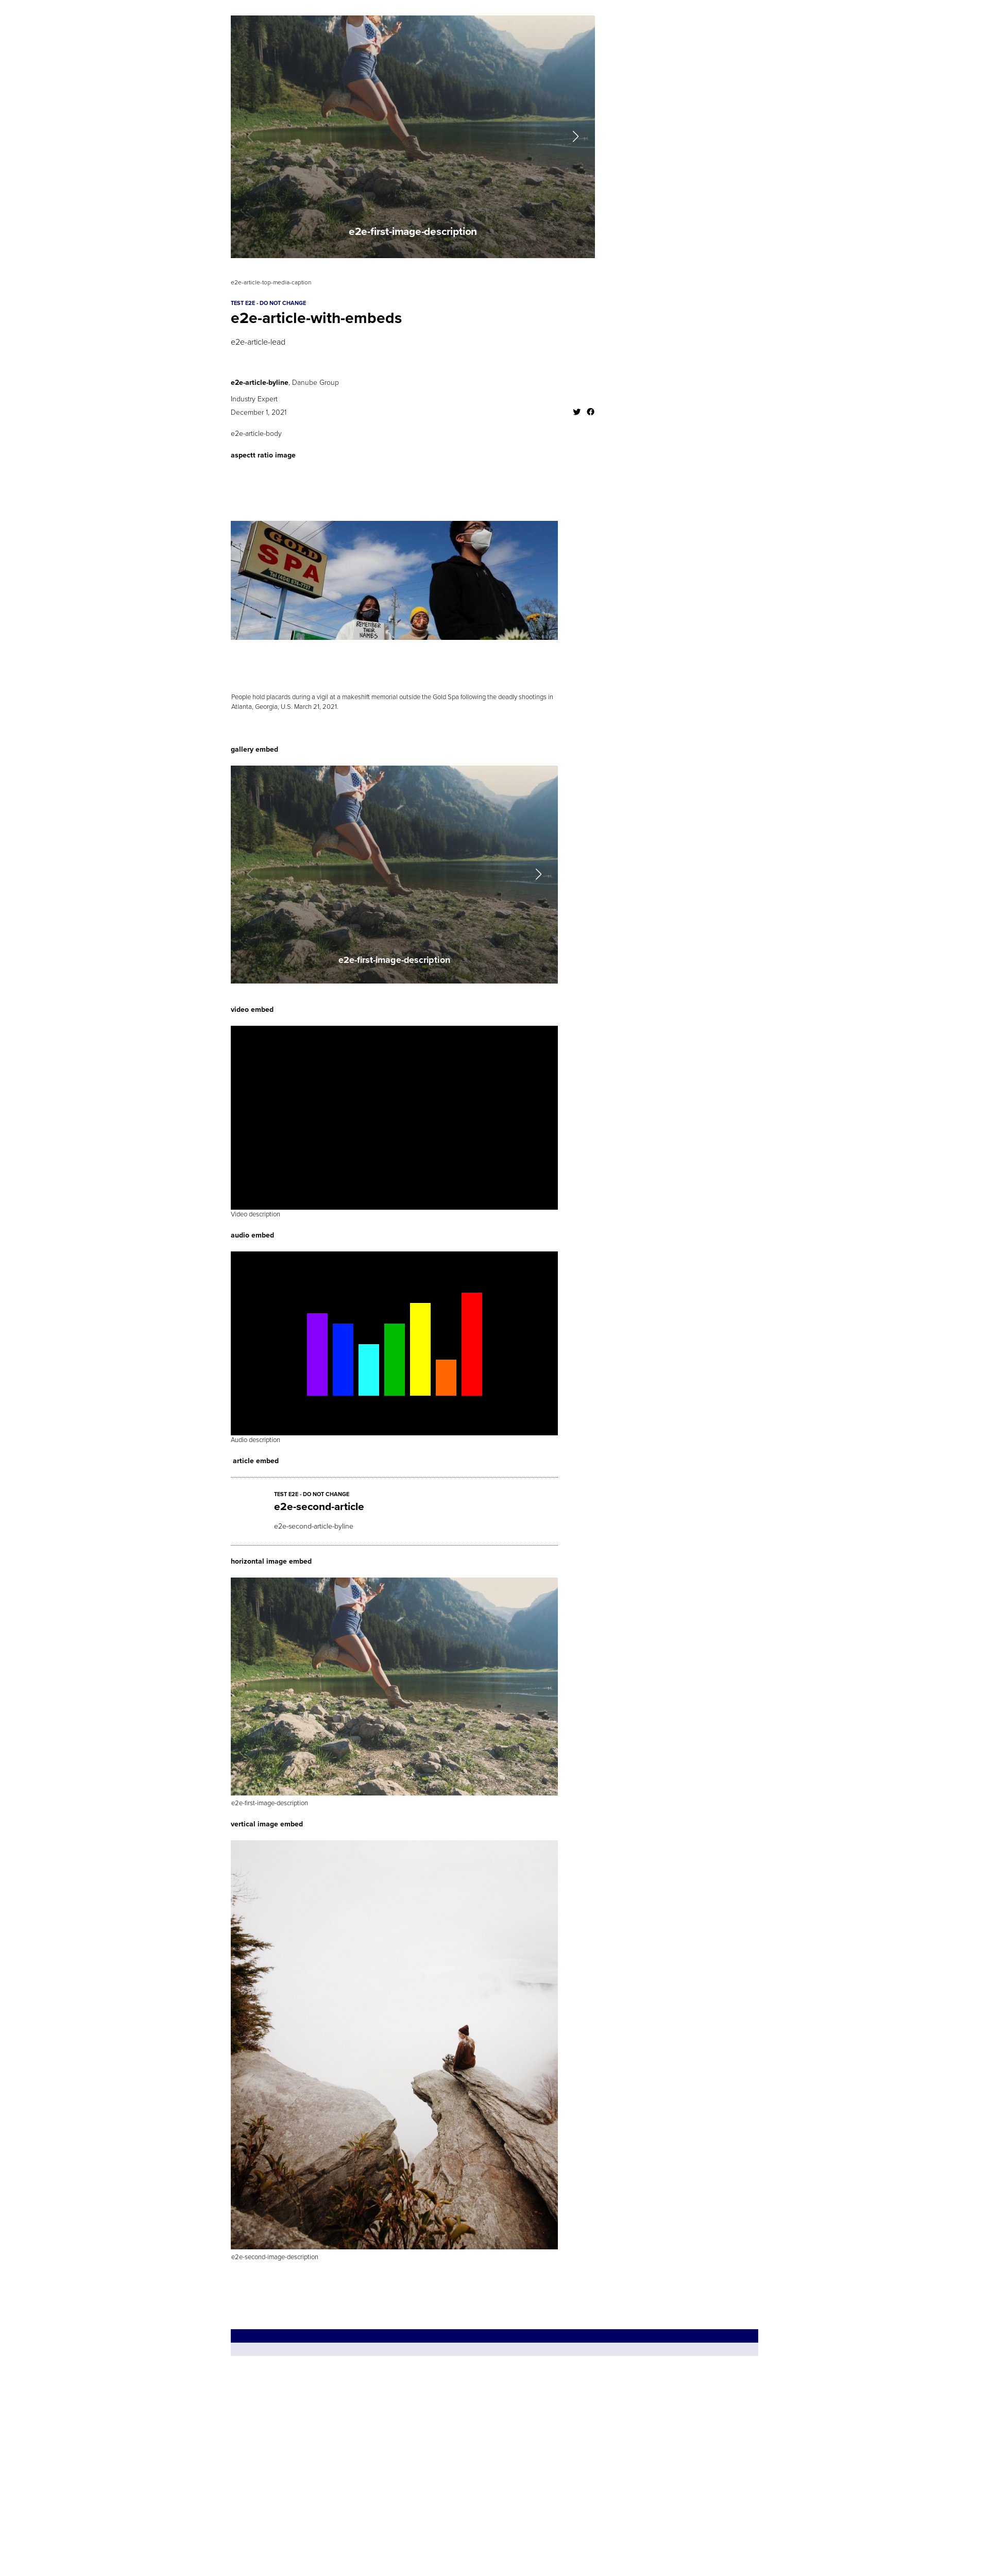 e2e-first-image-description
e2e-article-top-media-caption
TEST E2E - DO NOT CHANGE
e2e-article-with-embeds
e2e-article-lead
e2e-article-byline, Danube Group
Industry Expert
December 1, 2021
e2e-article-body
aspectt ratio image
GOLD
SPA
REMEMBER
THEIR
NAMES
People hold placards during a vigil at a makeshift memorial outside the Gold Spa following the deadly shootings in
Atlanta, Georgia, U.S. March 21, 2021.
gallery embed
e2e-first-image-description
video embed
Video description
audio embed
Audio description
article embed
TEST E2E - DO NOT CHANGE
e2e-second-article
e2e-second-article-byline
horizontal image embed
e2e-first-image-description
vertical image embed
e2e-second-image-description